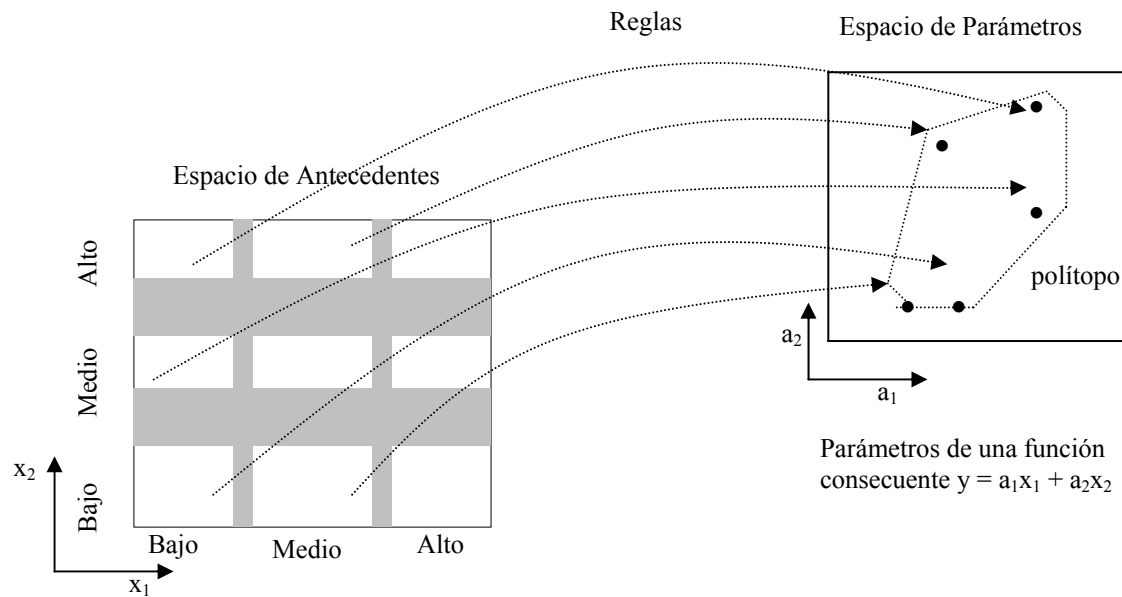 Reglas
Espacio de Parámetros
Espacio de Antecedentes
Alto
Medio
Bajo
x2
x1
Bajo
Medio
Alto
polítopo
a2
a1
Parámetros de una función
consecuente y = a1x1 + a2x2